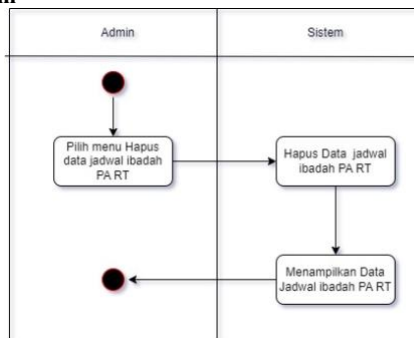 Admin
Sistem
Pilih menu Hapus
data jadwal ibadah
PA RT
Hapus Data jadwal
ibadah PA RT
Menampilkan Data
Jadwal ibadah PA RT